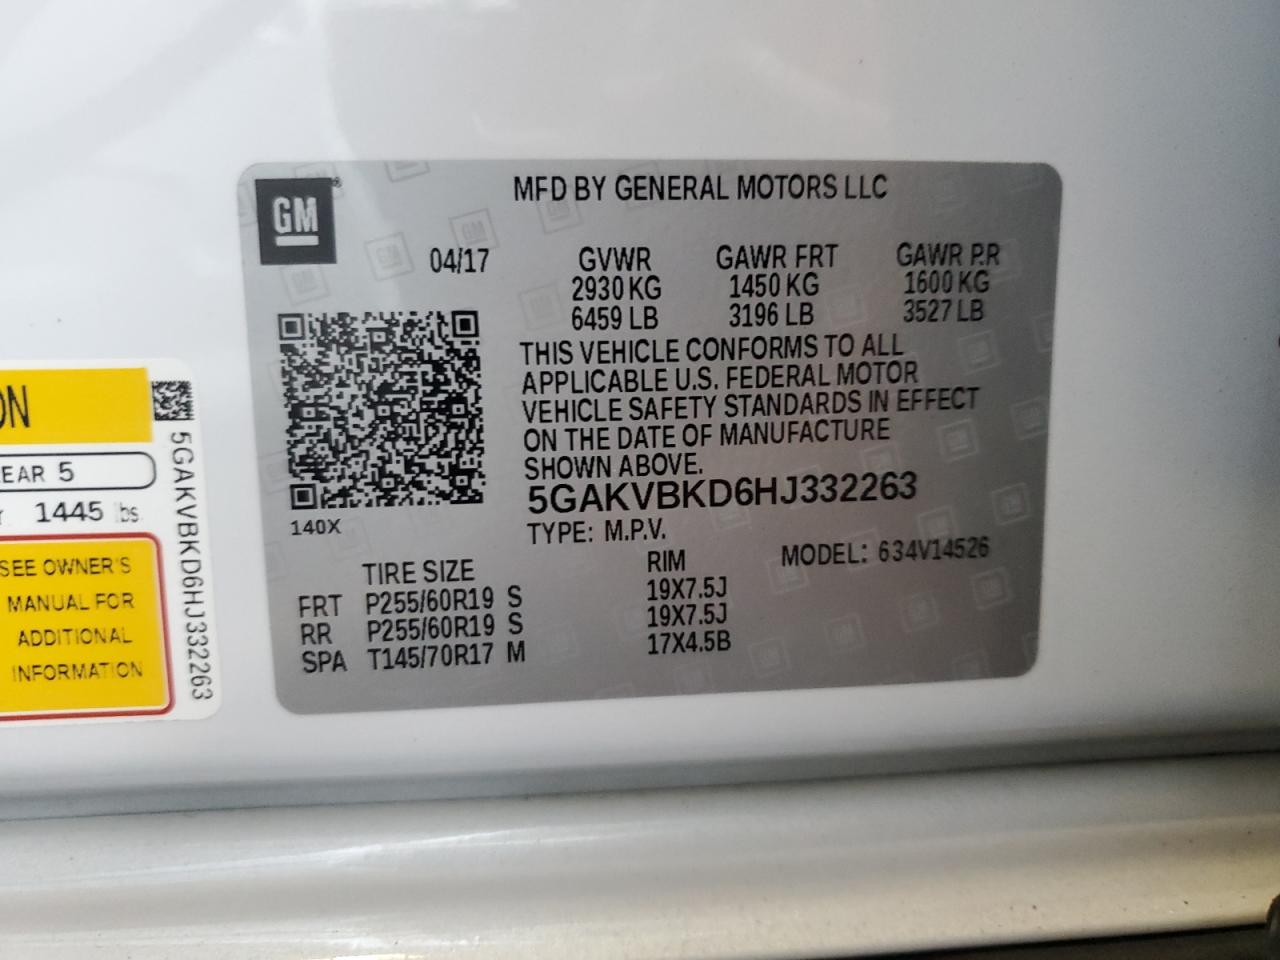 GM
MFD BY GENERAL MOTORS LLC
04/17 GVWR GAWR FRT GAWR RR
2930 KG 1450 KG 1600 KG
6459 LB 3196 LB 3527 LB
THIS VEHICLE CONFORMS TO ALL
APPLICABLE U.S. FEDERAL MOTOR
VEHICLE SAFETY STANDARDS IN EFFECT
ON THE DATE OF MANUFACTURE
SHOWN ABOVE.
5GAKVBKD6HJ332263
140X
TYPE: M.P.V.
MODEL: 634V14526
TIRE SIZE RIM
FRT P255/60R19 S 19X7.5J
RR P255/60R19 S 19X7.5J
SPA T145/70R17 M 17X4.5B
ON
EAR 5
r 1445 lbs.
SEE OWNER'S
MANUAL FOR
ADDITIONAL
INFORMATION
5GAKVBKD6HJ332263